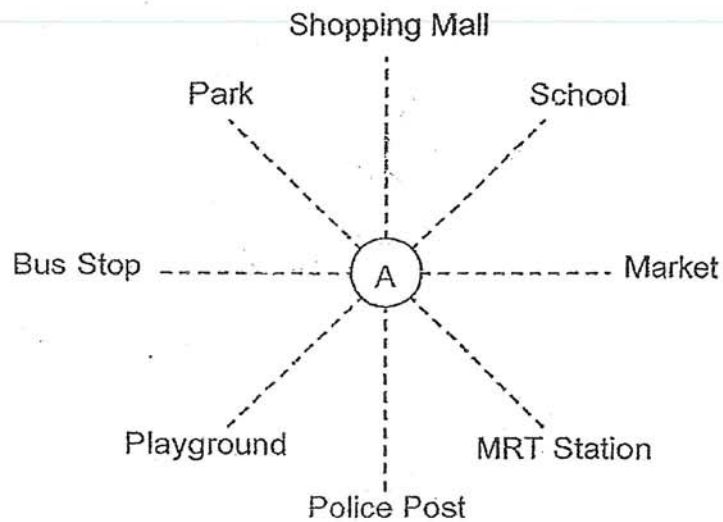 Shopping Mall
Park
School
Bus Stop
A
Market
Playground
MRT Station
Police Post